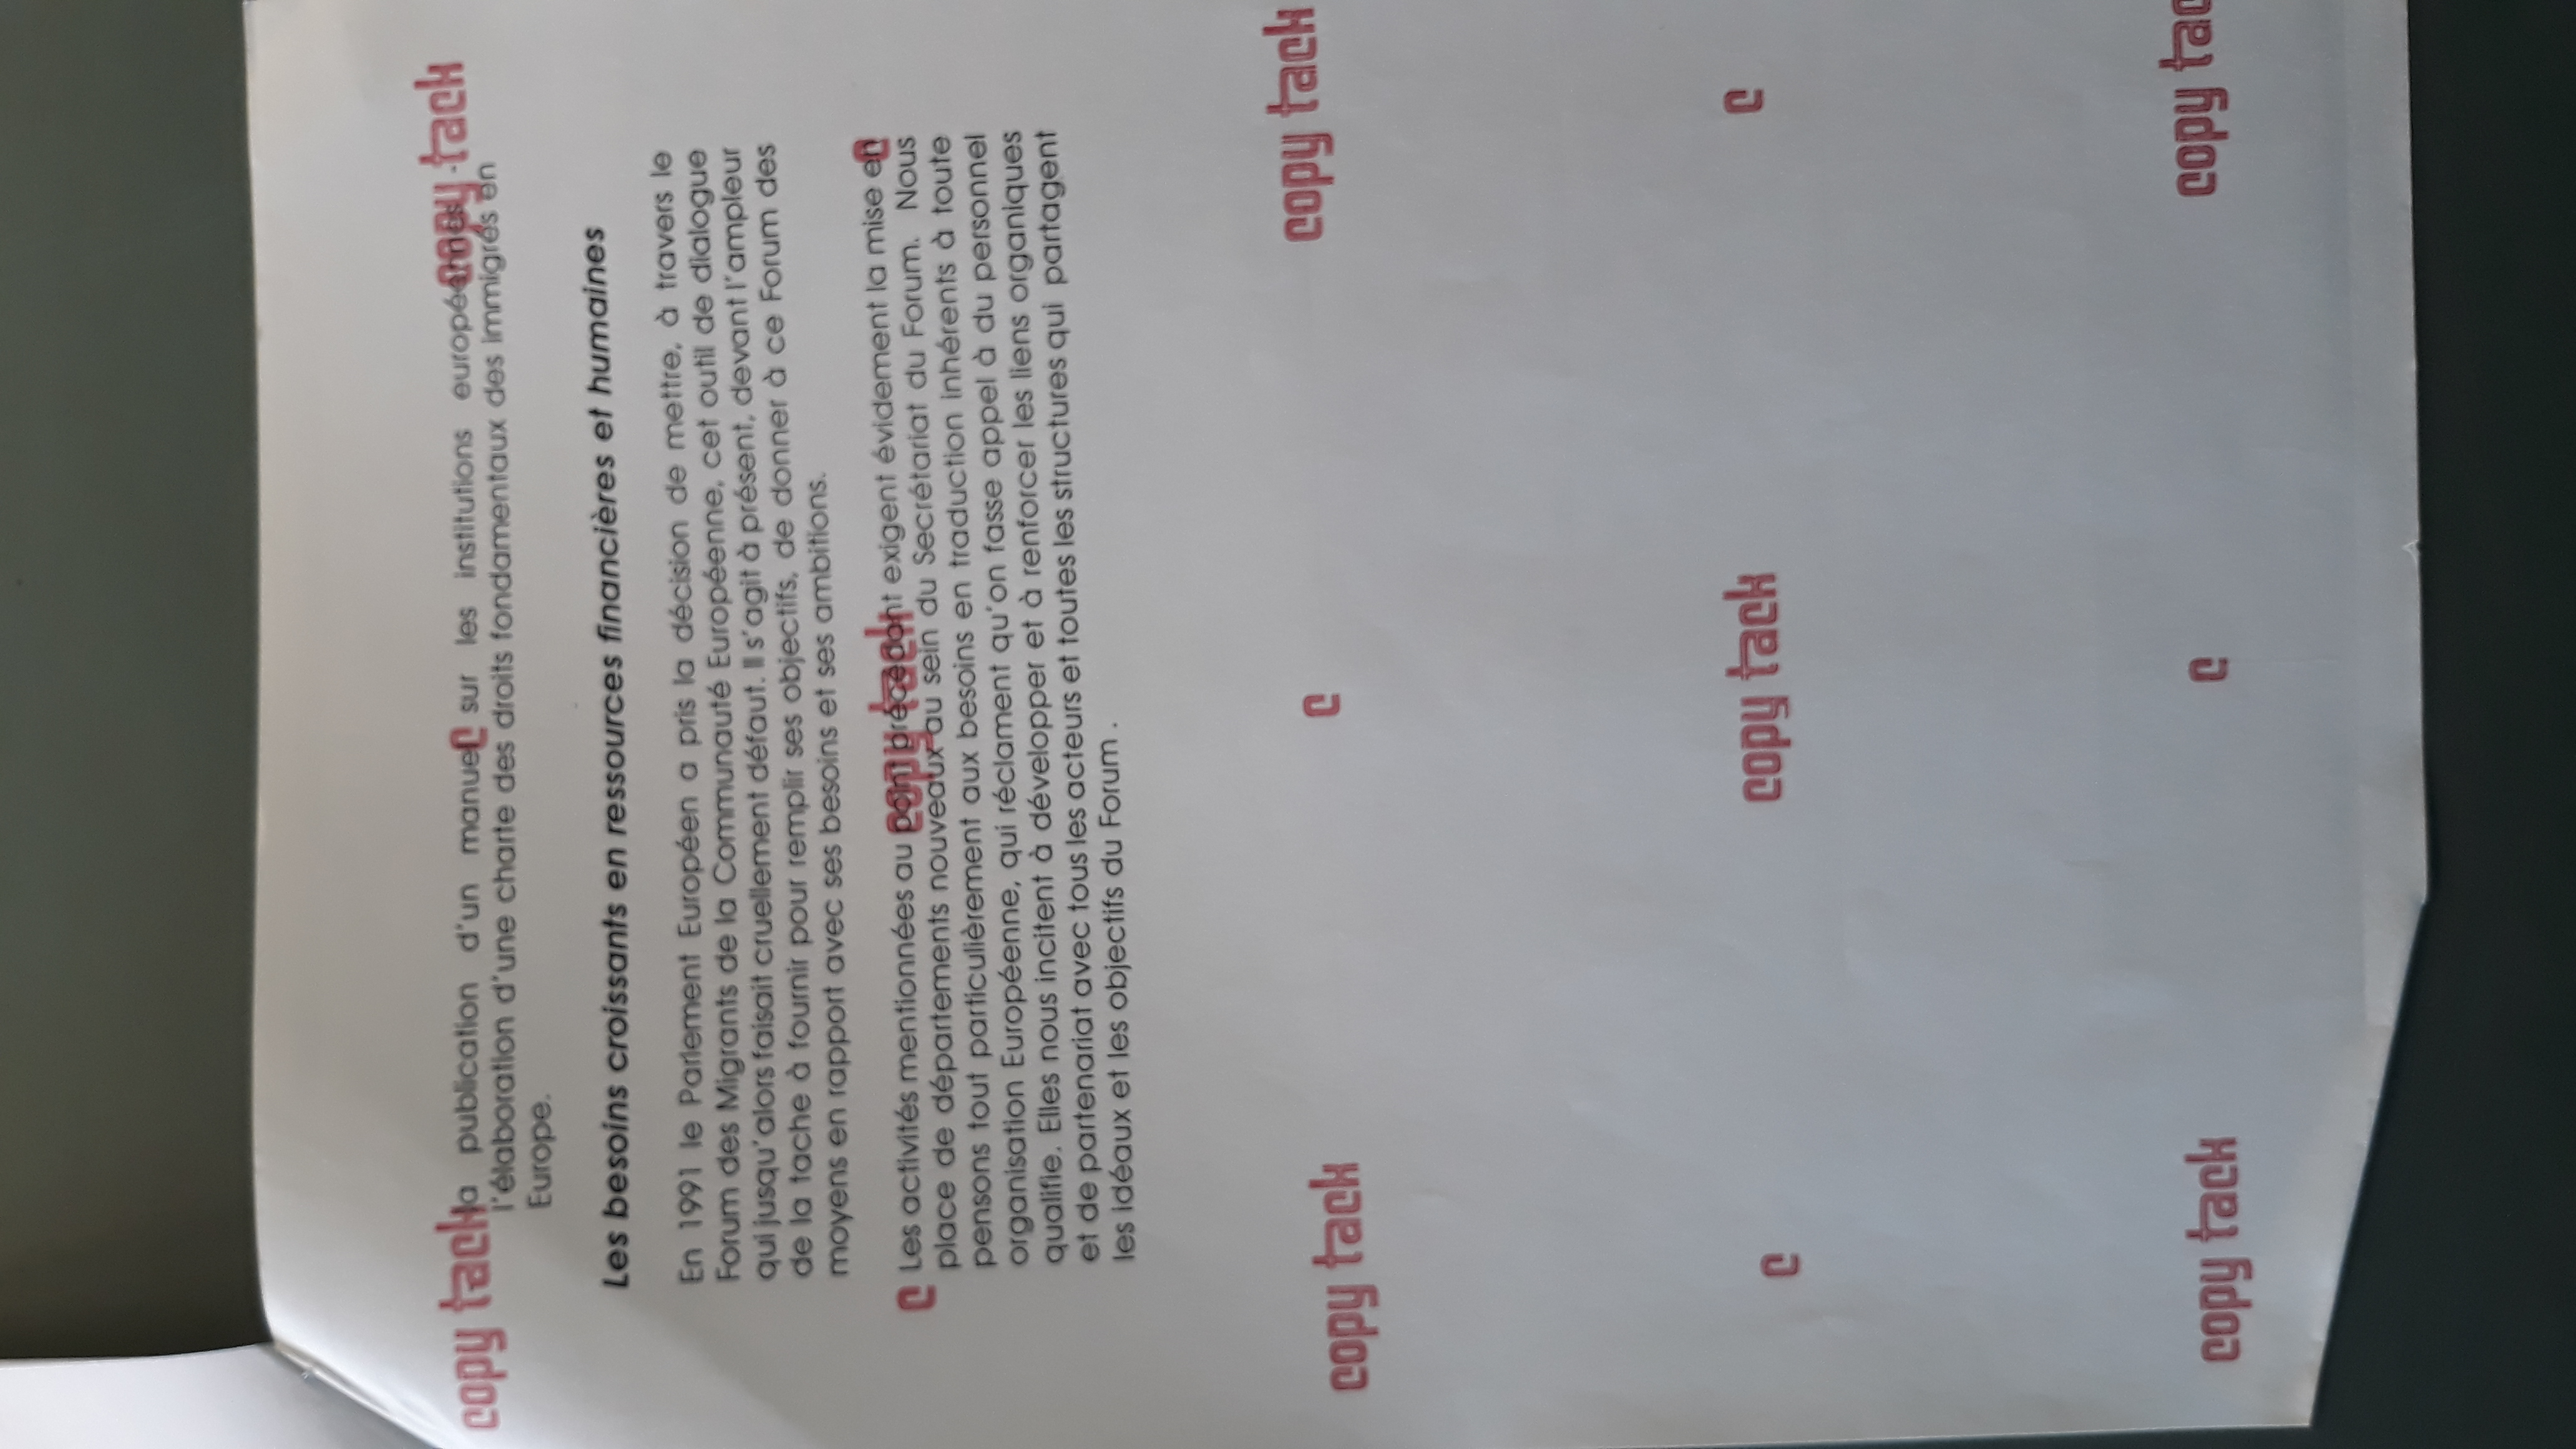 copy tack
copy tack
la publication d'un manuel sur les institutions européennes -
l'élaboration d'une charte des droits fondamentaux des immigrés en
Europe.
Les besoins croissants en ressources financières et humaines
En 1991 le Parlement Européen a pris la décision de mettre, à travers le
Forum des Migrants de la Communauté Européenne, cet outil de dialogue
qui jusqu'alors faisait cruellement défaut. Il s'agit à présent, devant l'ampleur
de la tache à fournir pour remplir ses objectifs, de donner à ce Forum des
moyens en rapport avec ses besoins et ses ambitions.
c
copy tack
c
Les activités mentionnées au point précédant exigent évidement la mise en
place de départements nouveaux au sein du Secrétariat du Forum. Nous
pensons tout particulièrement aux besoins en traduction inhérents à toute
organisation Européenne, qui réclament qu'on fasse appel à du personnel
qualifie. Elles nous incitent à développer et à renforcer les liens organiques
et de partenariat avec tous les acteurs et toutes les structures qui partagent
les idéaux et les objectifs du Forum .
copy tack
c
copy tack
c
copy tack
c
copy tack
c
copy tac